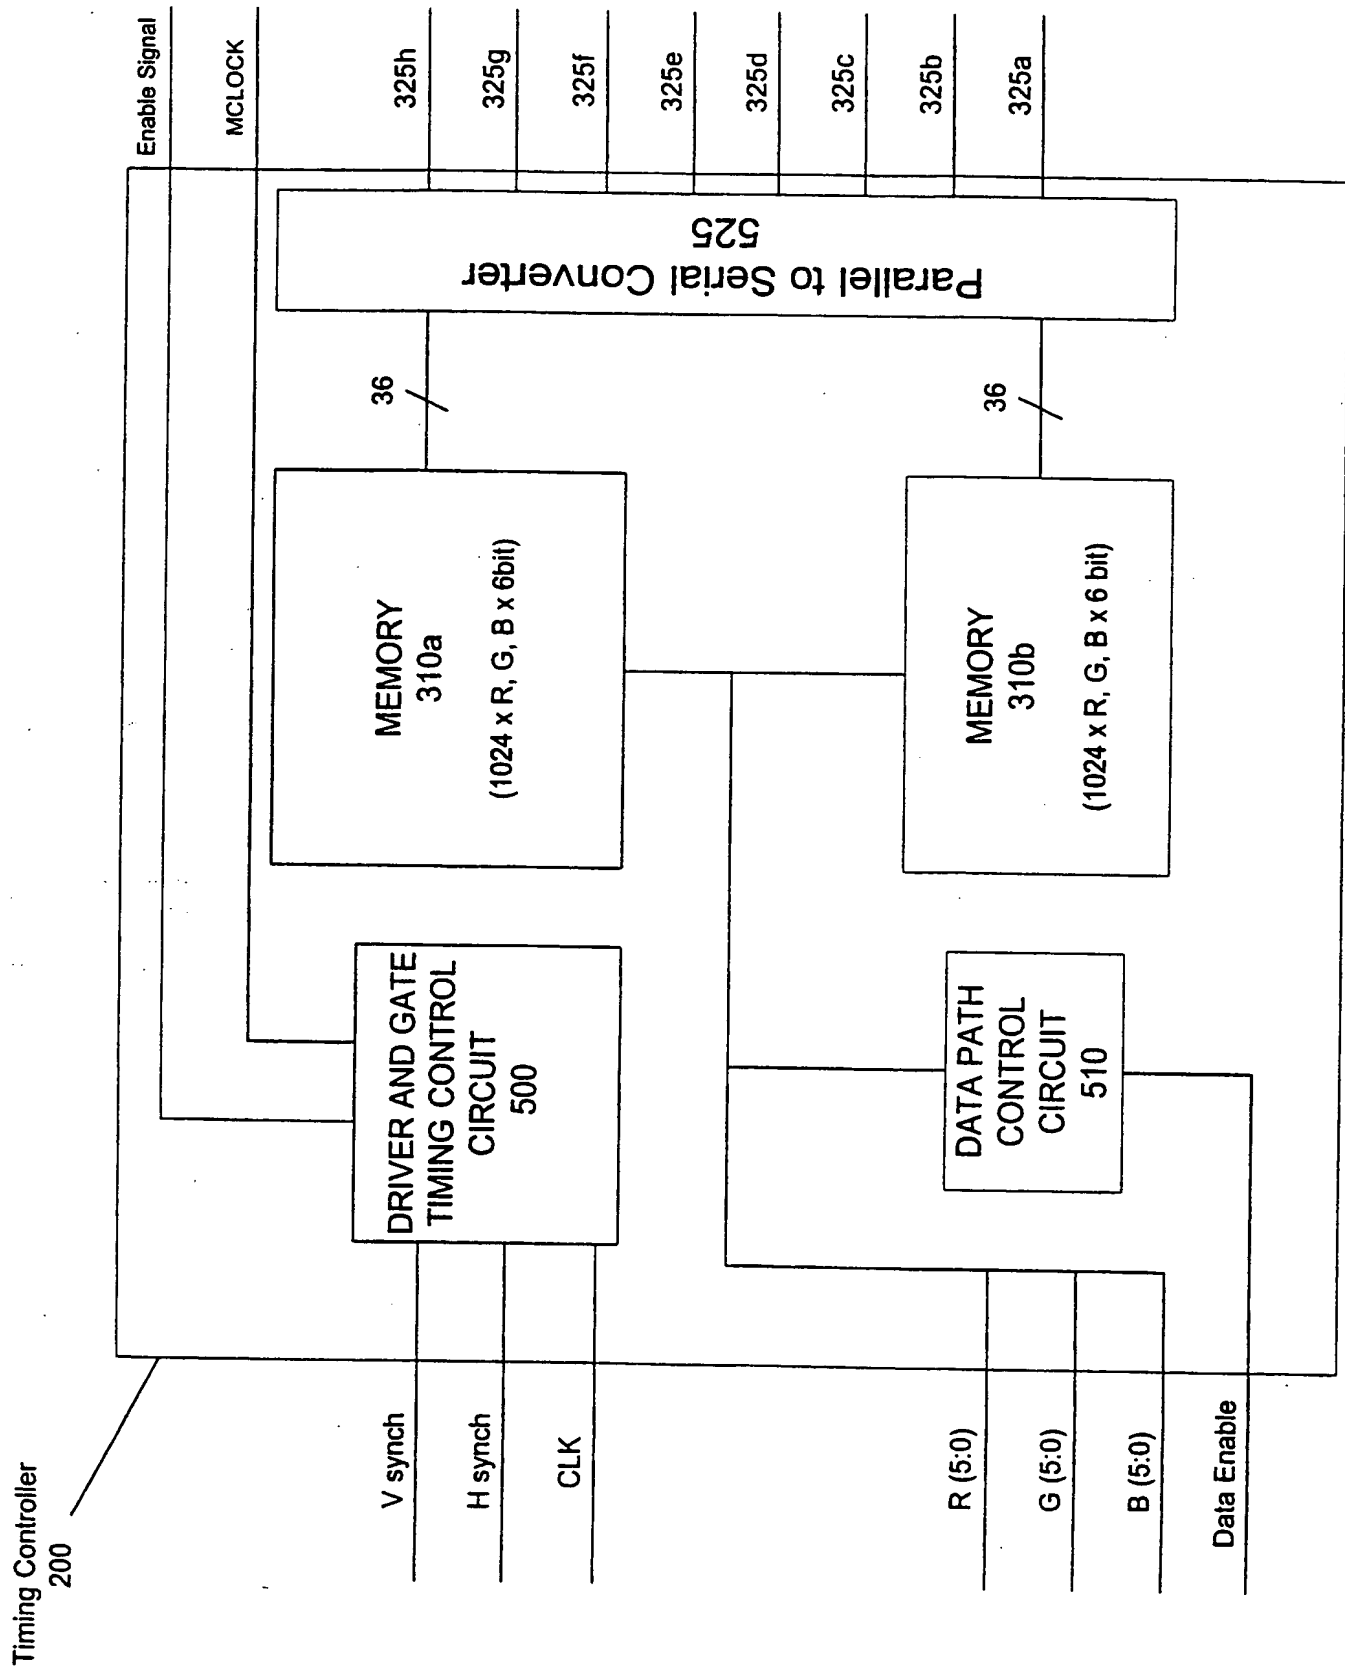 Timing Controller
200
V synch
H synch
CLK
R (5:0)
G (5:0)
B (5:0)
Data Enable
DRIVER AND GATE
TIMING CONTROL
CIRCUIT
500
DATA PATH
CONTROL
CIRCUIT
510
MEMORY
310a
(1024 x R, G, B x 6bit)
MEMORY
310b
(1024 x R, G, B x 6 bit)
36
36
Parallel to Serial Converter
525
Enable Signal
MCLOCK
325h
325g
325f
325e
325d
325c
325b
325a